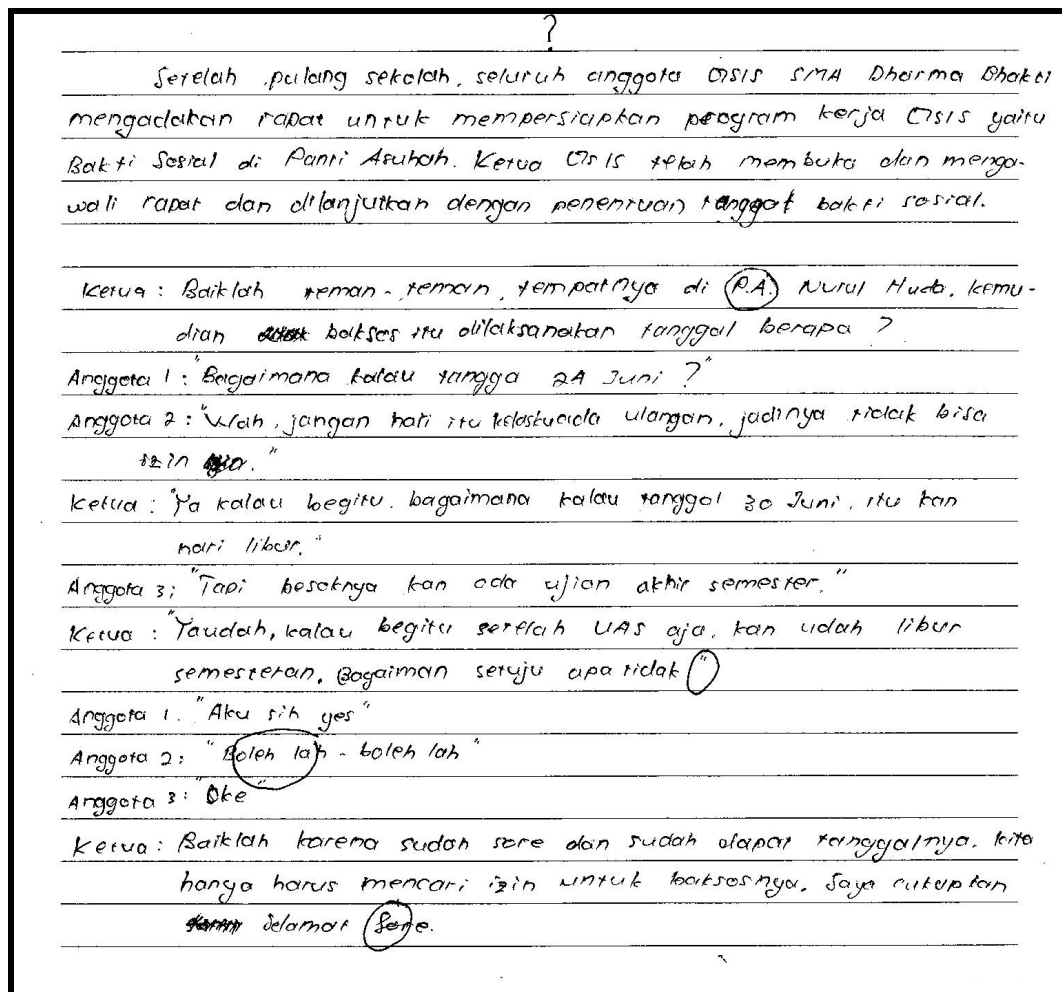 ?
Setelah pulang sekolah, seluruh anggota OSIS SMA Dharma Bhakti
mengadakan rapat untuk mempersiapkan program kerja OSIS yaitu
Bakti Sosial di Panti Asuhah. Ketua OSIS telah membuka dan menga-
wali rapat dan dilanjutkan dengan penentuan tanggat bakti sosial.
Ketua : Baiklah teman-teman, tempatnya di P.A. Nurul Huda, kemu-
dian bakses itu dilaksanakan tanggal berapa ?
Anggota 1 : "Bagaimana kalau tangga 24 Juni ?"
Anggota 2 : "Wah, jangan hati itu ada ulangan, jadinya tidak bisa
izin."
Ketua : "Ya kalau begitu. bagaimana kalau tanggal 30 Juni, itu kan
hari libur."
Anggota 3; "Tapi besoknya kan ada ujian akhir semester."
Ketua : "Yaudah, kalau begitu setelah UAS aja, kan udah libur
semesteran, Bagaiman setuju apa tidak"
Anggota 1. "Aku sih yes"
Anggota 2; "Boleh lah - boleh lah"
Anggota 3: "Oke"
Ketua: Baiklah karena sudah sore dan sudah dapat tanggalnya, kita
hanya harus mencari izin untuk baksosnya. Saya cukupkan
Selamat Sore.